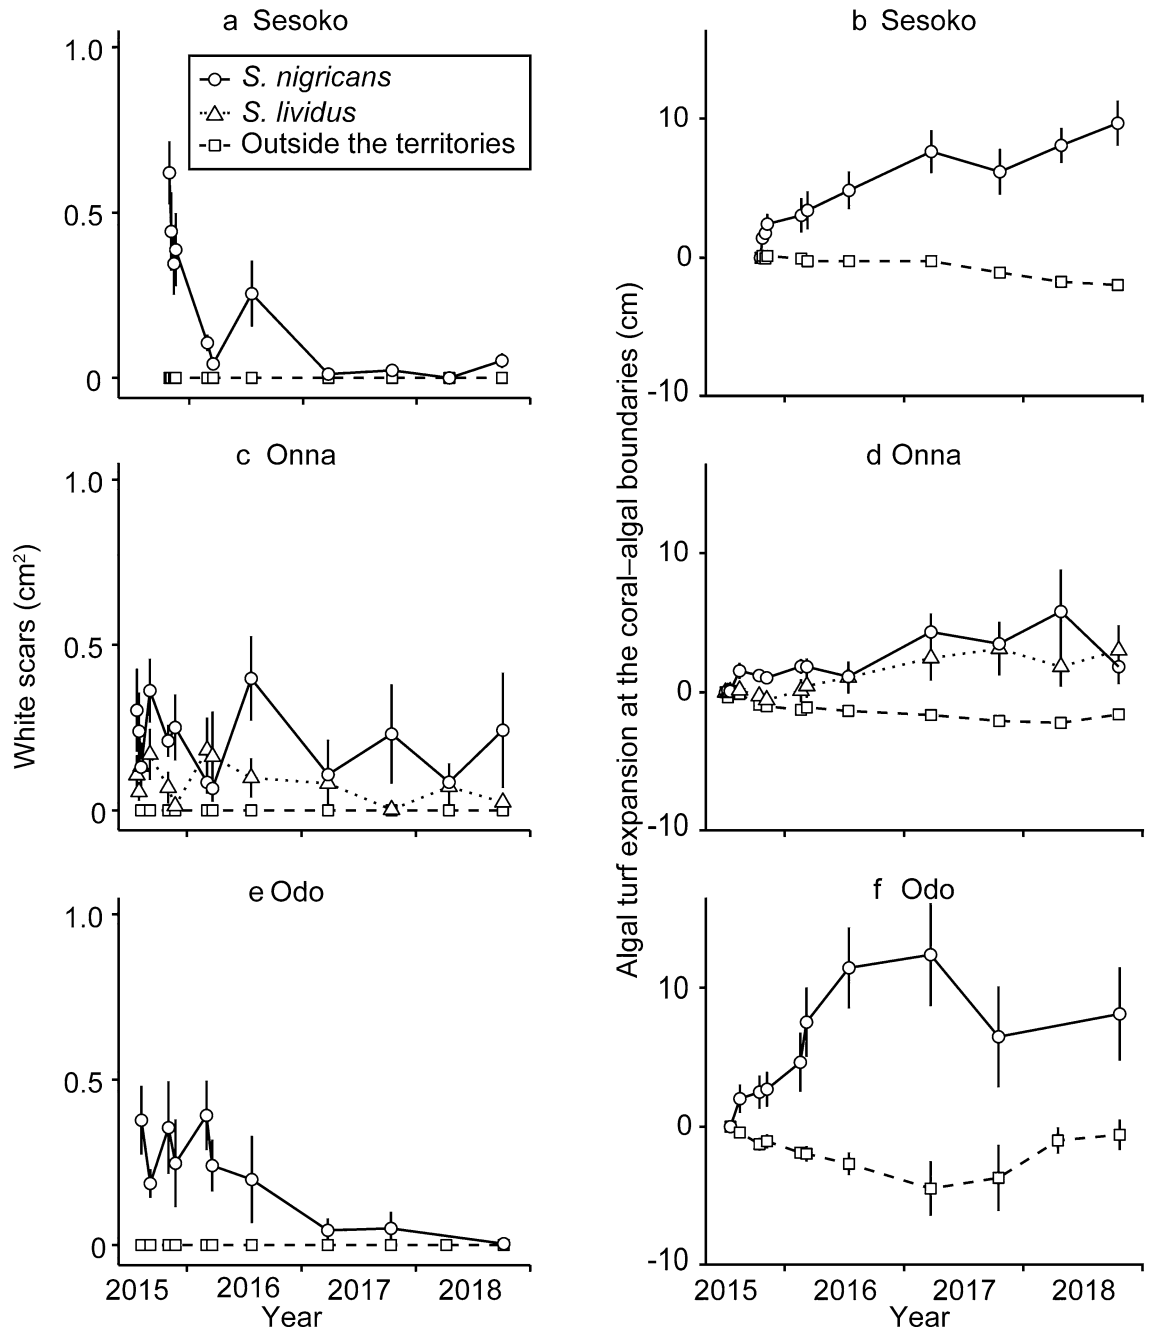 a Sesoko
1.0
0.5
0
S. nigricans
S. lividus
Outside the territories
b Sesoko
10
0
-10
c Onna
1.0
0.5
0
d Onna
10
0
-10
White scars (cm²)
Algal turf expansion at the coral–algal boundaries (cm)
e Odo
1.0
0.5
0
2015 2016 2017 2018
Year
f Odo
10
0
-10
2015 2016 2017 2018
Year